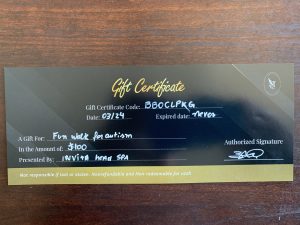 Gift Certificate
Gift Certificate Code: BBOCLPKG
Date: 03/24 Expired date: Never
A Gift For: Fun walk for autism
In the Amount of: $100 Authorized Signature
Presented By: INVITA head SPA
Not responsible if lost or stolen. Nonrefundable and Non redeemable for cash